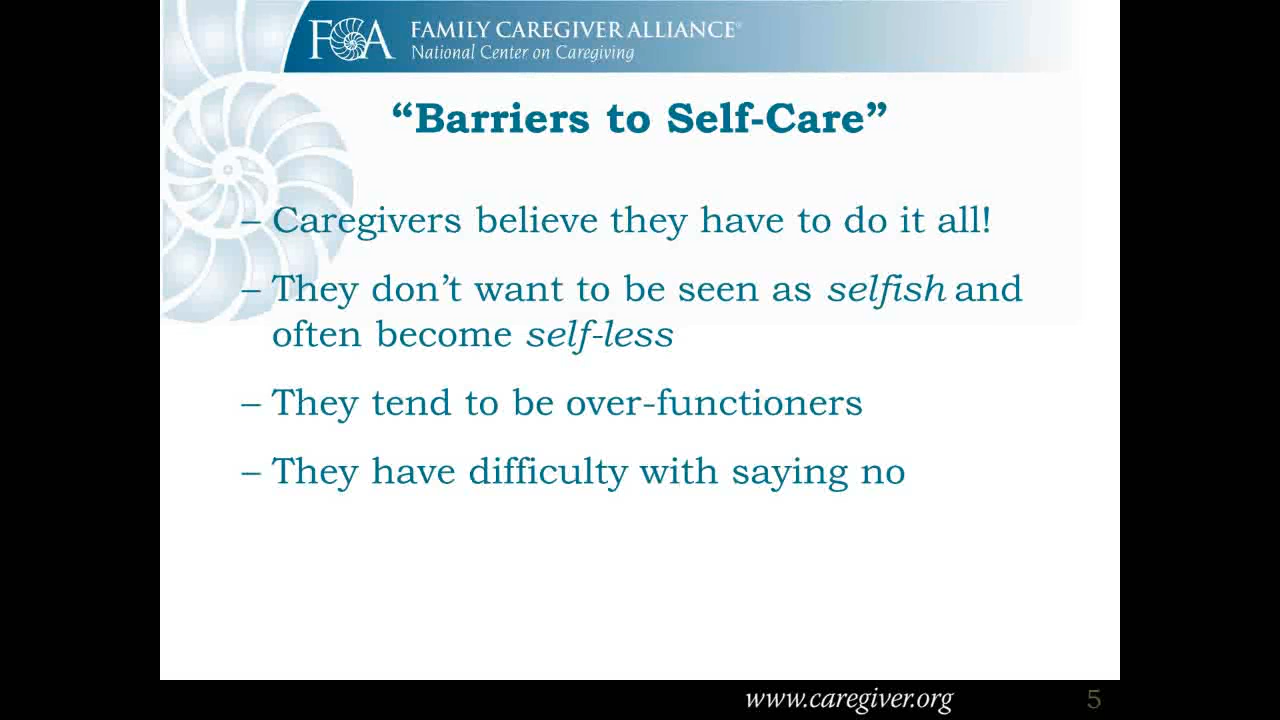 FCA FAMILY CAREGIVER ALLIANCE®
National Center on Caregiving
“Barriers to Self-Care”
– Caregivers believe they have to do it all!
– They don’t want to be seen as selfish and
often become self-less
– They tend to be over-functioners
– They have difficulty with saying no
www.caregiver.org 5